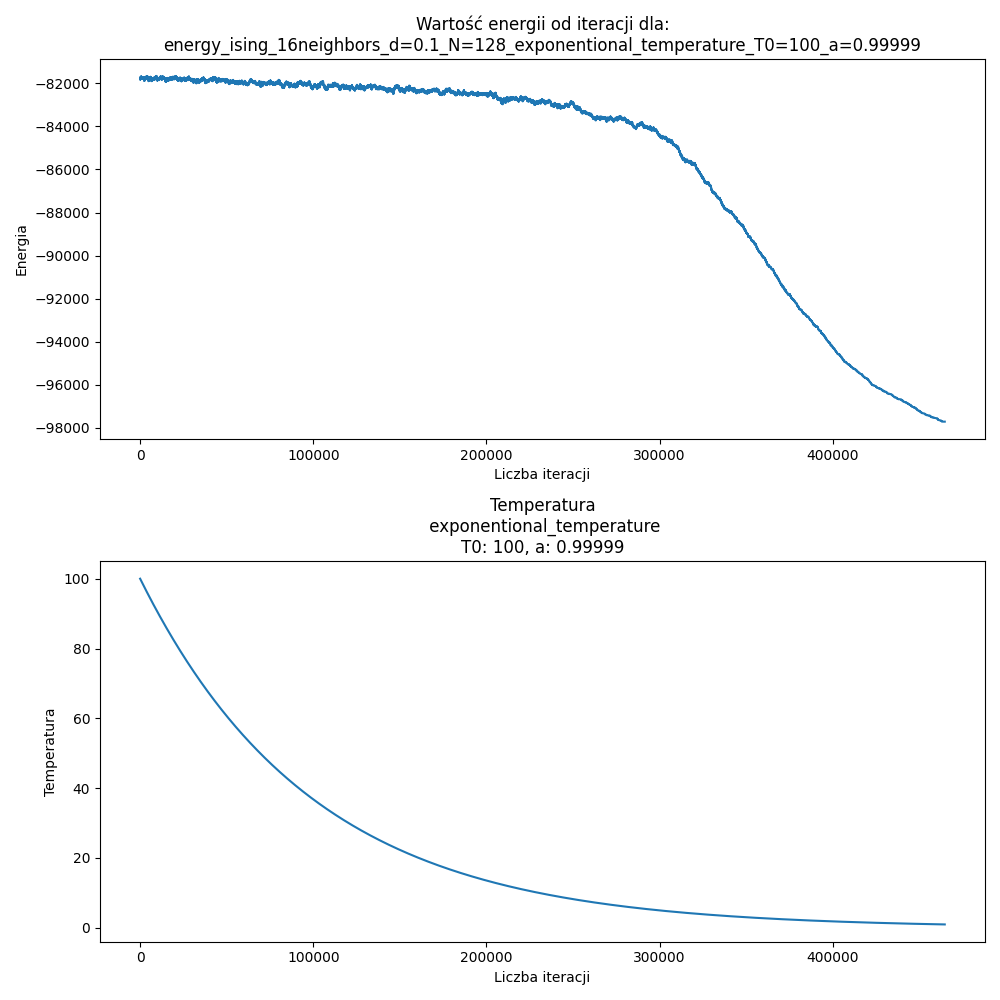 Wartość energii od iteracji dla:
energy_ising_16neighbors_d=0.1_N=128_exponentional_temperature_T0=100_a=0.99999
−82000
−84000
−86000
−88000
−90000
−92000
−94000
−96000
−98000
Energia
0
100000
200000
300000
400000
Liczba iteracji
Temperatura
exponentional_temperature
T0: 100, a: 0.99999
100
80
60
40
20
0
Temperatura
0
100000
200000
300000
400000
Liczba iteracji